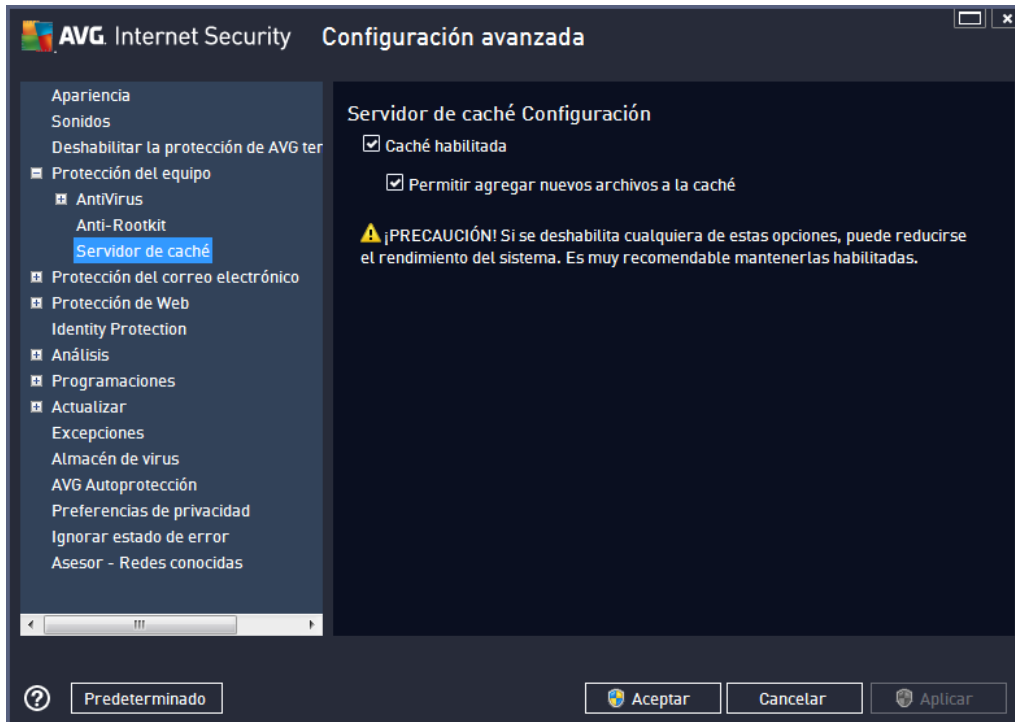 AVG. Internet Security Configuración avanzada
Apariencia
Sonidos
Deshabilitar la protección de AVG ter
Protección del equipo
AntiVirus
Anti-Rootkit
Servidor de caché
Protección del correo electrónico
Protección de Web
Identity Protection
Análisis
Programaciones
Actualizar
Excepciones
Almacén de virus
AVG Autoprotección
Preferencias de privacidad
Ignorar estado de error
Asesor - Redes conocidas
Servidor de caché Configuración
Caché habilitada
Permitir agregar nuevos archivos a la caché
¡PRECAUCIÓN! Si se deshabilita cualquiera de estas opciones, puede reducirse
el rendimiento del sistema. Es muy recomendable mantenerlas habilitadas.
Predeterminado
Aceptar
Cancelar
Aplicar